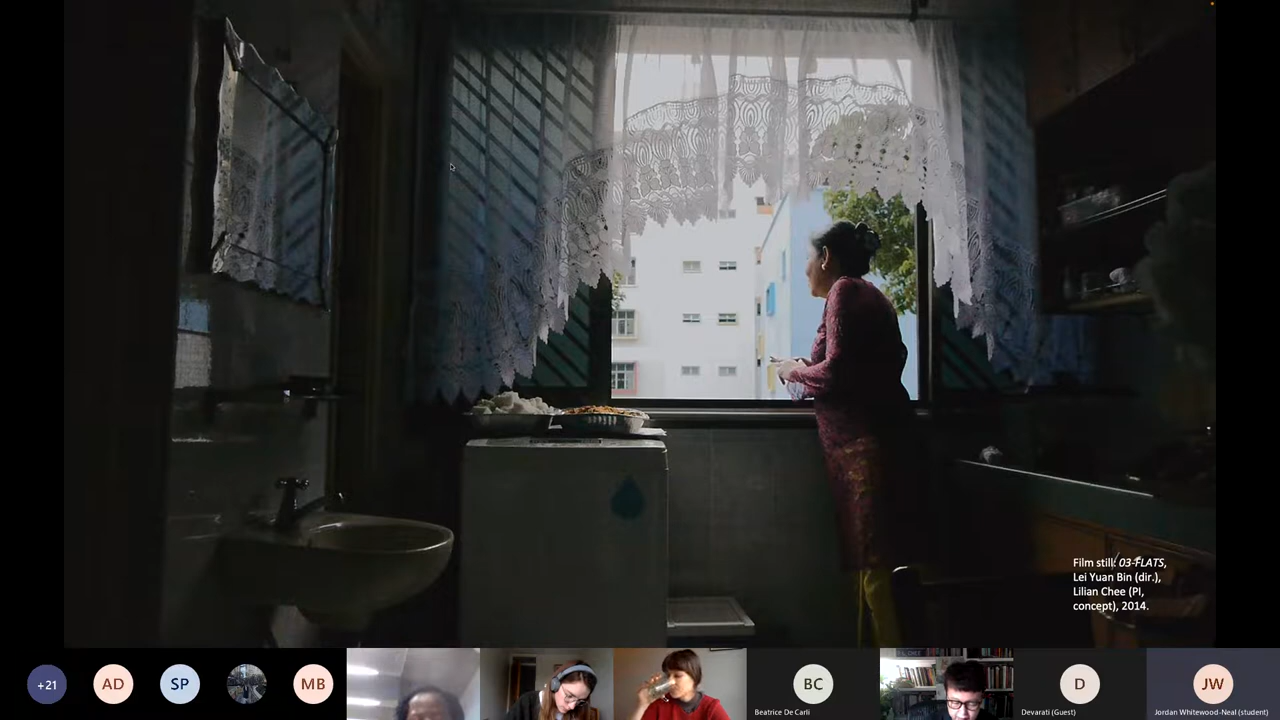 Film still: 03-FLATS,
Lei Yuan Bin (dir.),
Lilian Chee (PI,
concept), 2014.
+21
AD
SP
MB
BC
D
JW
Beatrice De Carli
Devarati (Guest)
Jordan Whitewood-Neal (student)